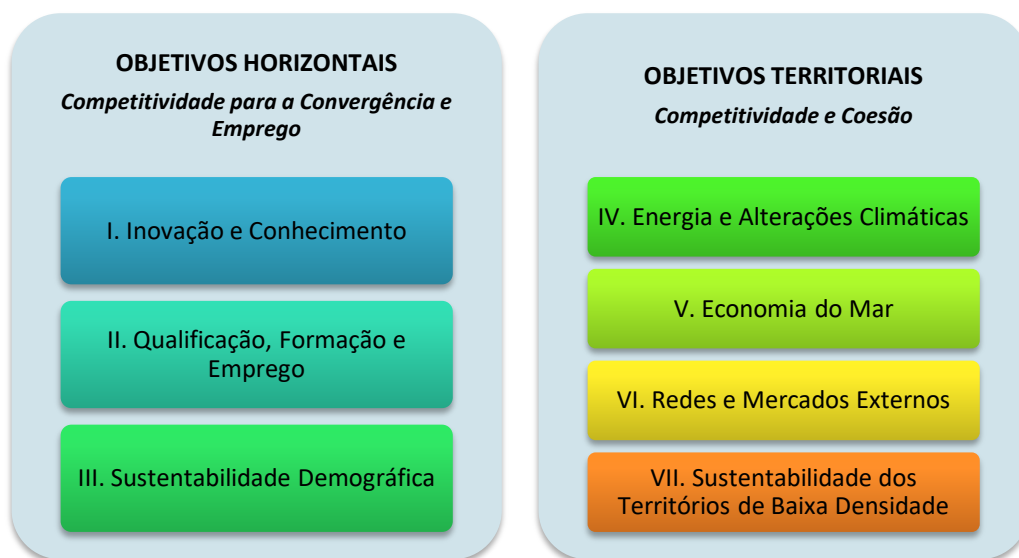 OBJETIVOS HORIZONTAIS
Competitividade para a Convergência e
Emprego
I. Inovação e Conhecimento
II. Qualificação, Formação e
Emprego
III. Sustentabilidade Demográfica
OBJETIVOS TERRITORIAIS
Competitividade e Coesão
IV. Energia e Alterações Climáticas
V. Economia do Mar
VI. Redes e Mercados Externos
VII. Sustentabilidade dos
Territórios de Baixa Densidade